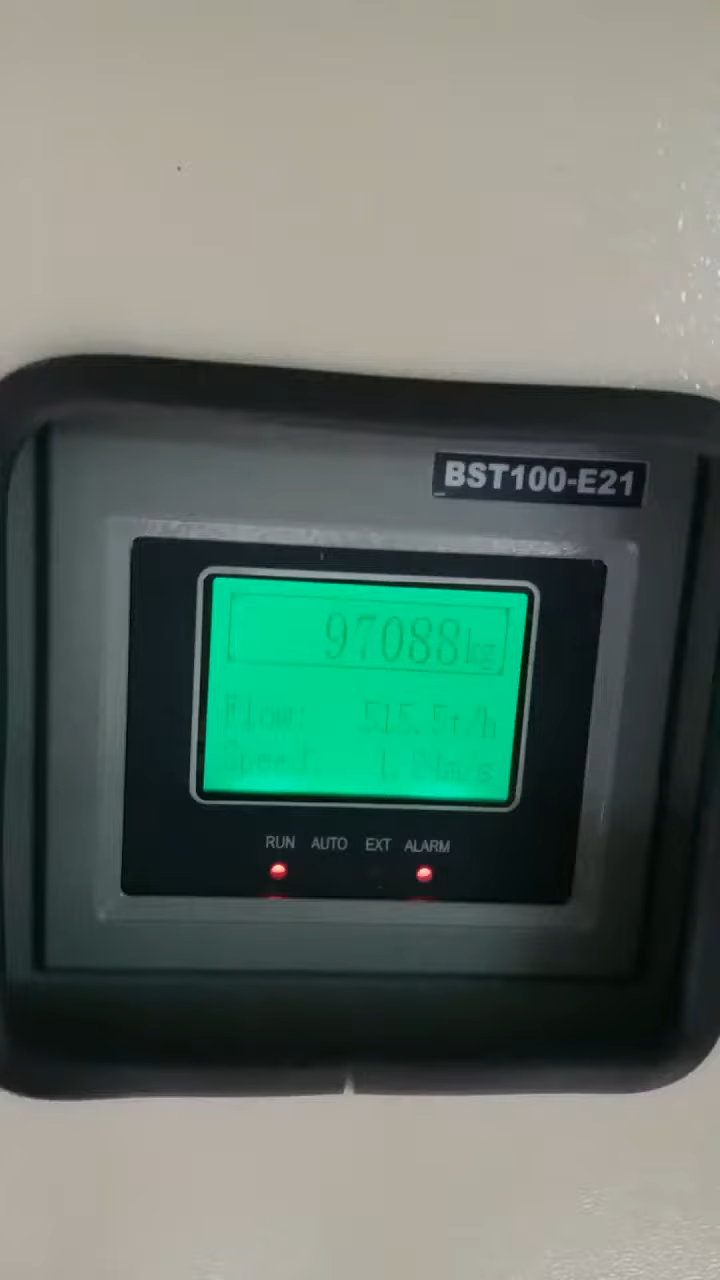 BST100-E21
97088kg
Flow: 515.5t/h
Speed:
RUN AUTO EXT ALARM